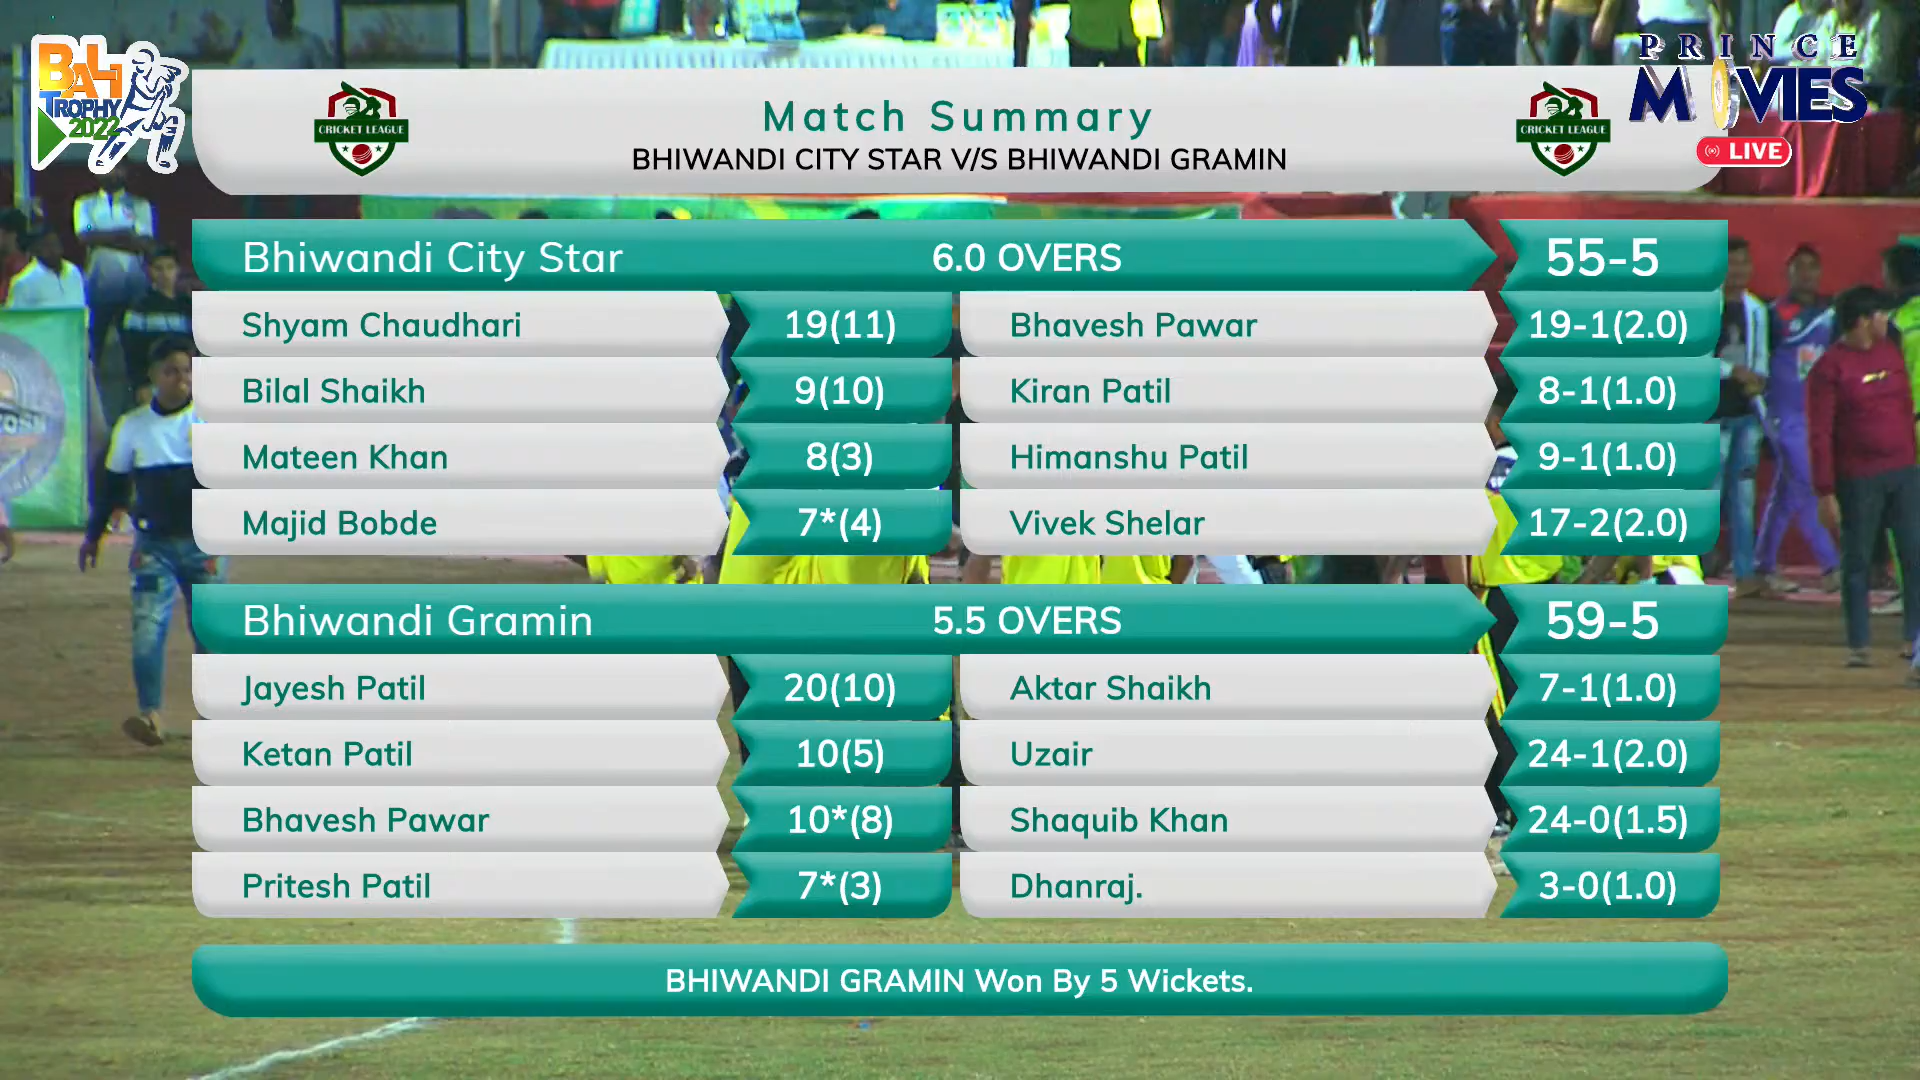 BALI
TROPHY
2022
CRICKET LEAGUE
Match Summary
BHIWANDI CITY STAR V/S BHIWANDI GRAMIN
CRICKET LEAGUE
PRINCE
MOVIES
LIVE
Bhiwandi City Star 6.0 OVERS 55-5
Shyam Chaudhari 19(11) Bhavesh Pawar 19-1(2.0)
Bilal Shaikh 9(10) Kiran Patil 8-1(1.0)
Mateen Khan 8(3) Himanshu Patil 9-1(1.0)
Majid Bobde 7*(4) Vivek Shelar 17-2(2.0)
Bhiwandi Gramin 5.5 OVERS 59-5
Jayesh Patil 20(10) Aktar Shaikh 7-1(1.0)
Ketan Patil 10(5) Uzair 24-1(2.0)
Bhavesh Pawar 10*(8) Shaquib Khan 24-0(1.5)
Pritesh Patil 7*(3) Dhanraj. 3-0(1.0)
BHIWANDI GRAMIN Won By 5 Wickets.